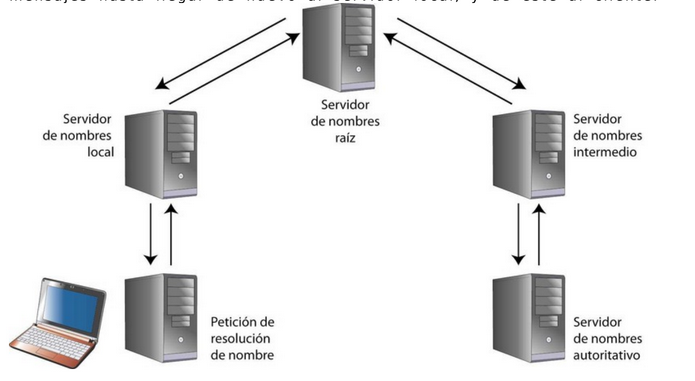 mensajes hasta llegar de nuevo al servidor local, y de este al cliente.
Servidor
de nombres
raíz
Servidor
de nombres
local
Servidor
de nombres
intermedio
Petición de
resolución
de nombre
Servidor
de nombres
autoritativo